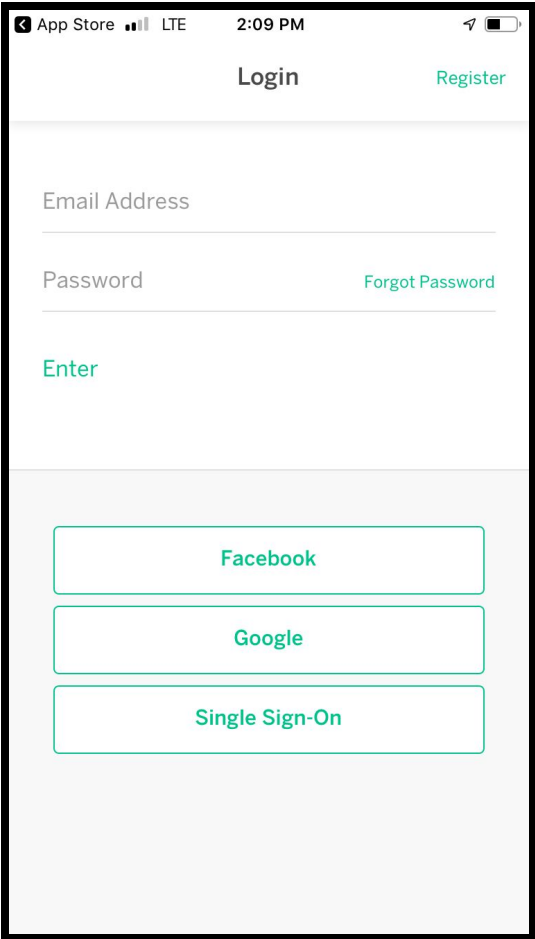 App Store LTE 2:09 PM
Login Register
Email Address
Password Forgot Password
Enter
Facebook
Google
Single Sign-On